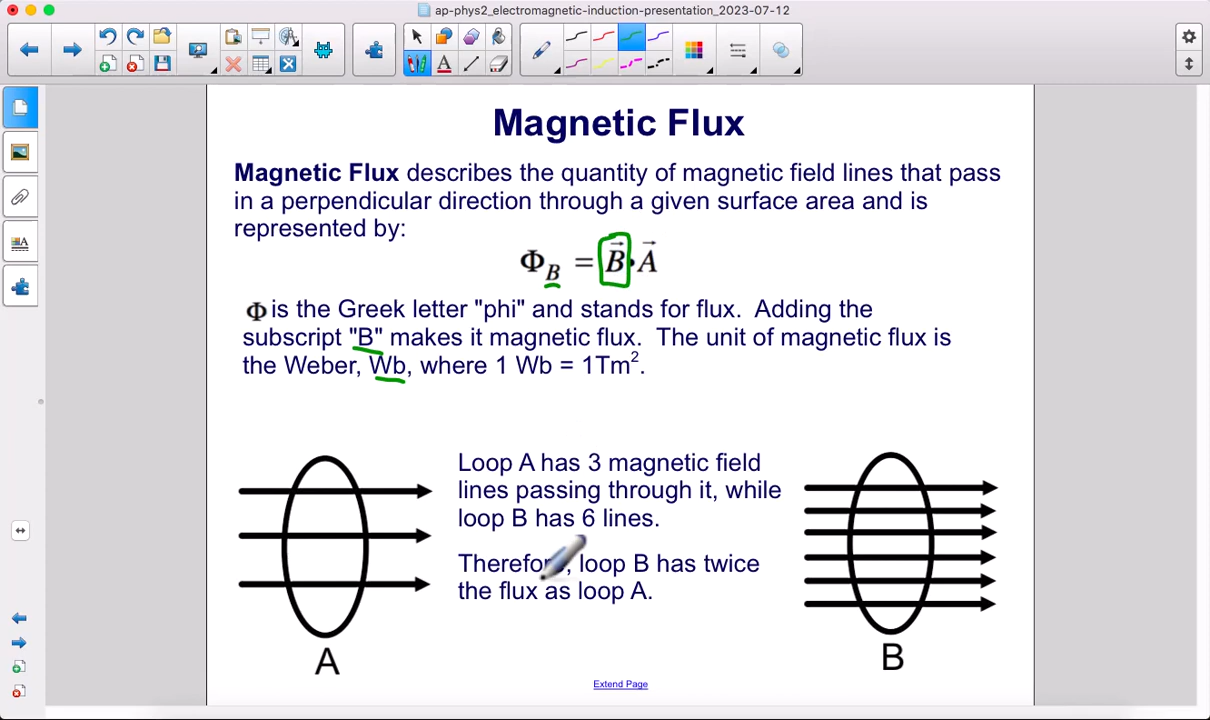 ap-phys2_electromagnetic-induction-presentation_2023-07-12
Magnetic Flux
Magnetic Flux describes the quantity of magnetic field lines that pass
in a perpendicular direction through a given surface area and is
represented by:
Φ_B = B⃗•A⃗
Φ is the Greek letter "phi" and stands for flux. Adding the
subscript "B" makes it magnetic flux. The unit of magnetic flux is
the Weber, Wb, where 1 Wb = 1Tm².
Loop A has 3 magnetic field
lines passing through it, while
loop B has 6 lines.
Therefore, loop B has twice
the flux as loop A.
A
B
Extend Page